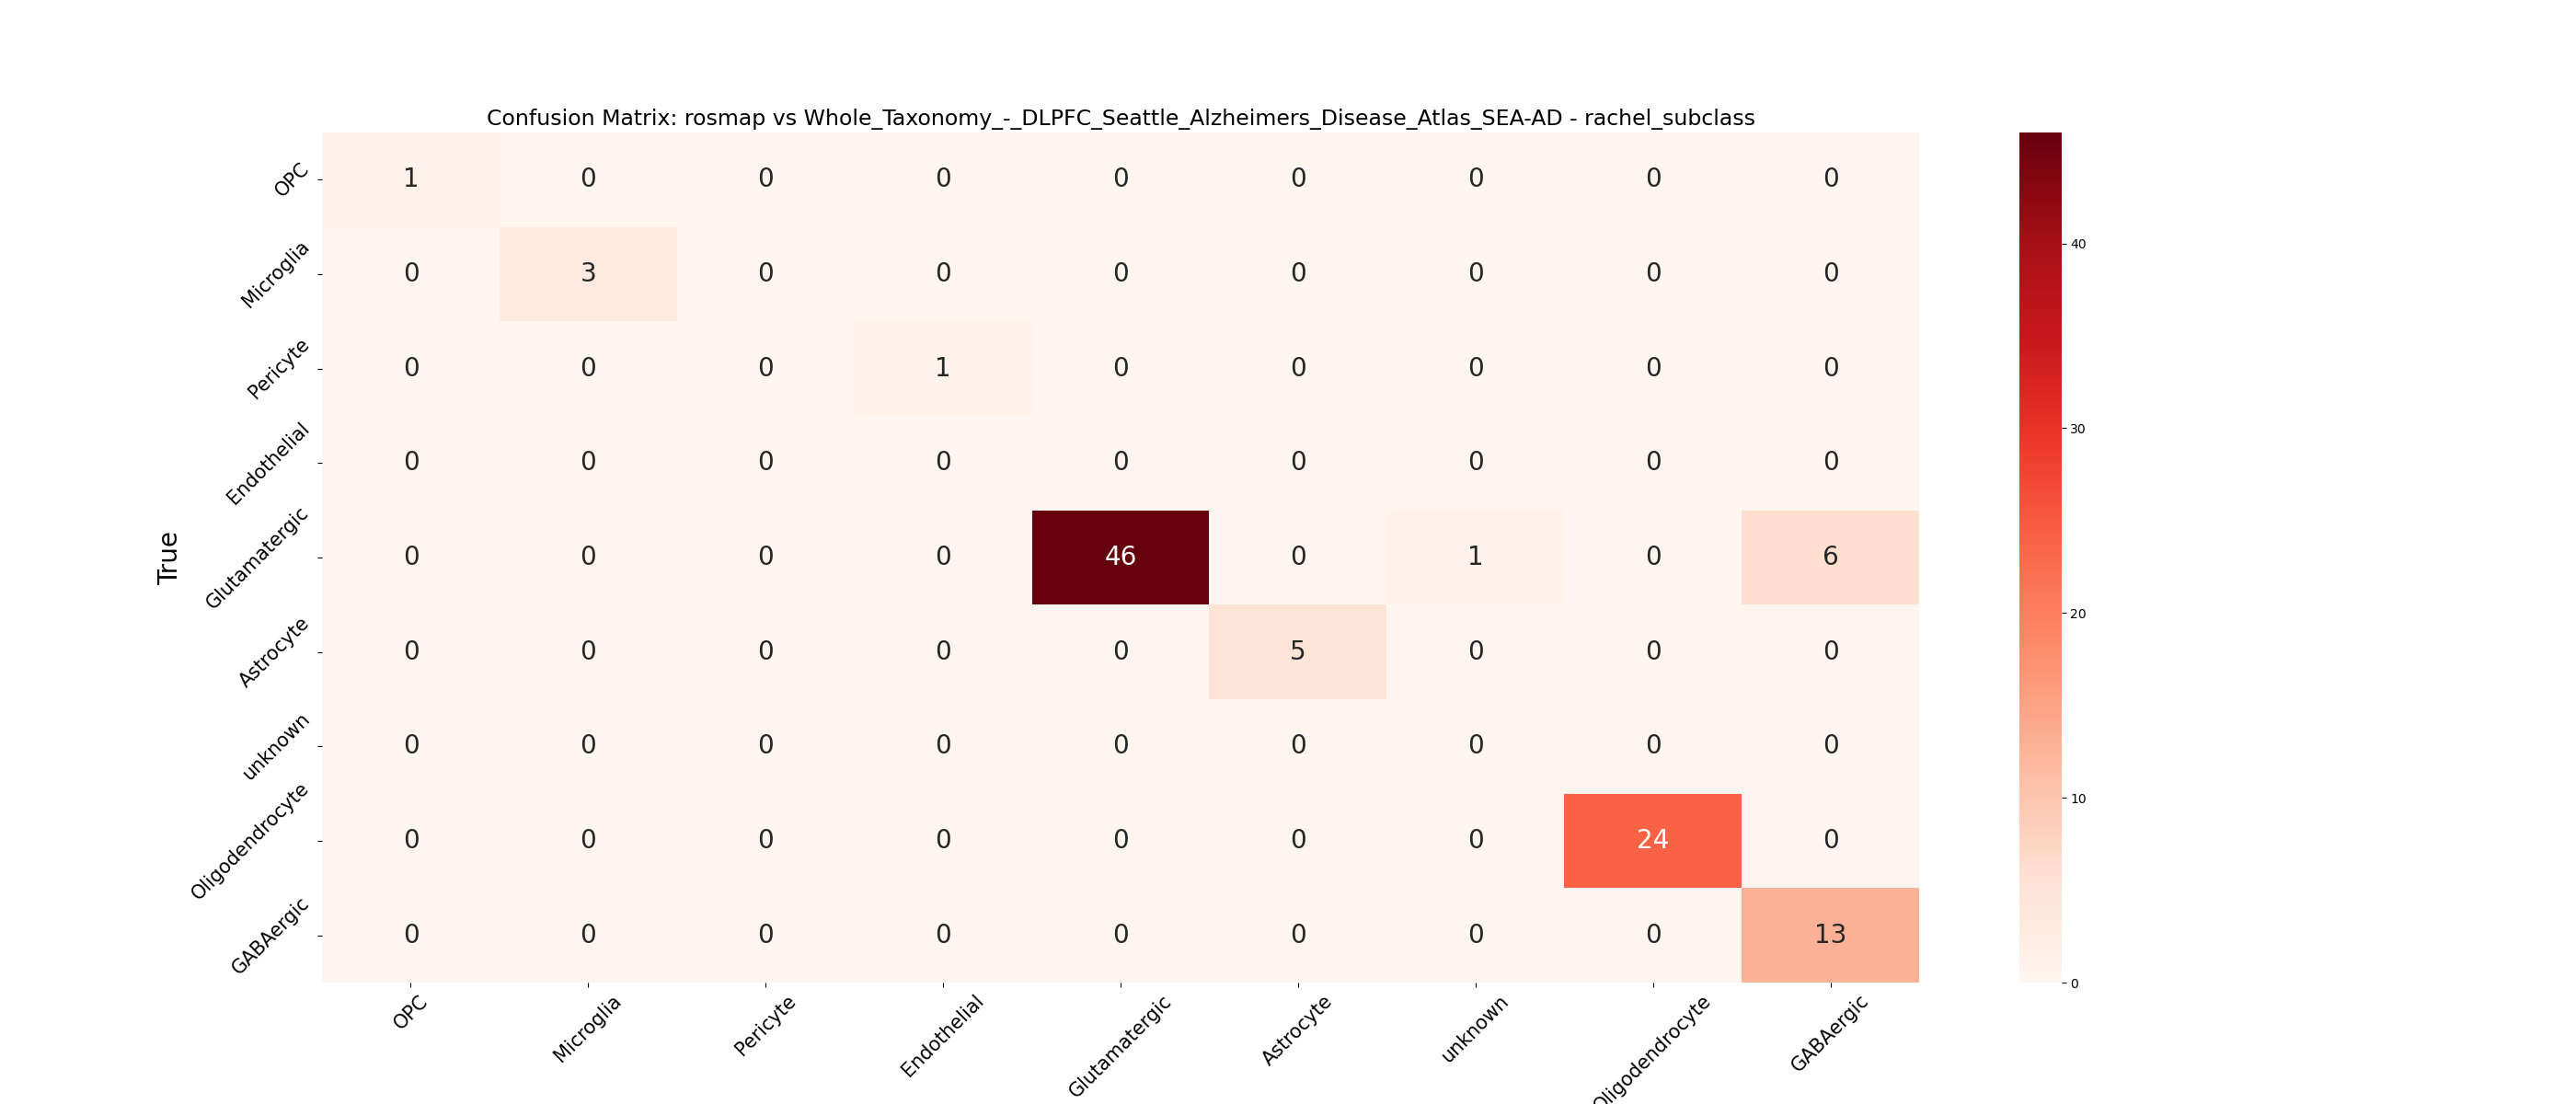 Confusion Matrix: rosmap vs Whole_Taxonomy_-_DLPFC_Seattle_Alzheimers_Disease_Atlas_SEA-AD - rachel_subclass
OPC 1 0 0 0 0 0 0 0 0
Microglia 0 3 0 0 0 0 0 0 0
Pericyte 0 0 0 1 0 0 0 0 0
Endothelial 0 0 0 0 0 0 0 0 0
Glutamatergic 0 0 0 0 46 0 1 0 6
Astrocyte 0 0 0 0 0 5 0 0 0
unknown 0 0 0 0 0 0 0 0 0
Oligodendrocyte 0 0 0 0 0 0 0 24 0
GABAergic 0 0 0 0 0 0 0 0 13
True
OPC Microglia Pericyte Endothelial Glutamatergic Astrocyte unknown Oligodendrocyte GABAergic
40
30
20
10
0